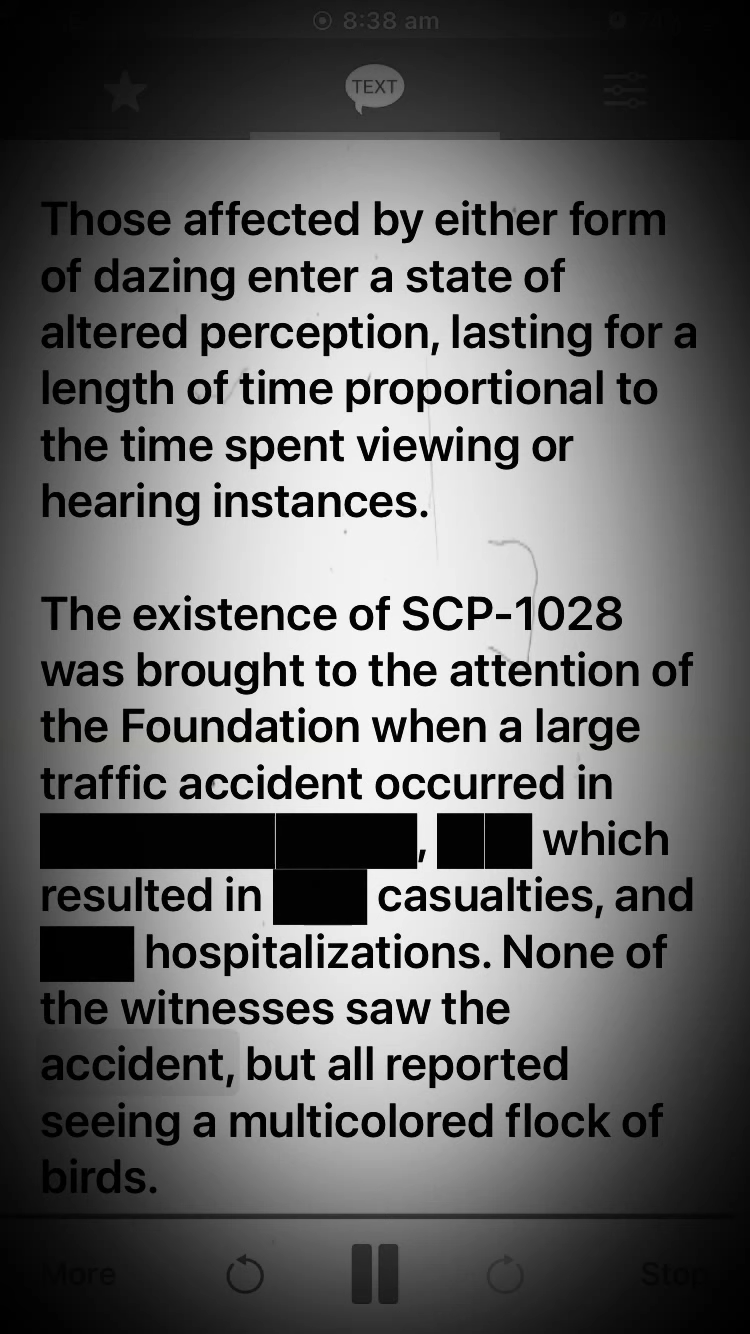 8:38 am
TEXT
Those affected by either form
of dazing enter a state of
altered perception, lasting for a
length of time proportional to
the time spent viewing or
hearing instances.
The existence of SCP-1028
was brought to the attention of
the Foundation when a large
traffic accident occurred in
, which
resulted in casualties, and
hospitalizations. None of
the witnesses saw the
accident, but all reported
seeing a multicolored flock of
birds.
More
Stop